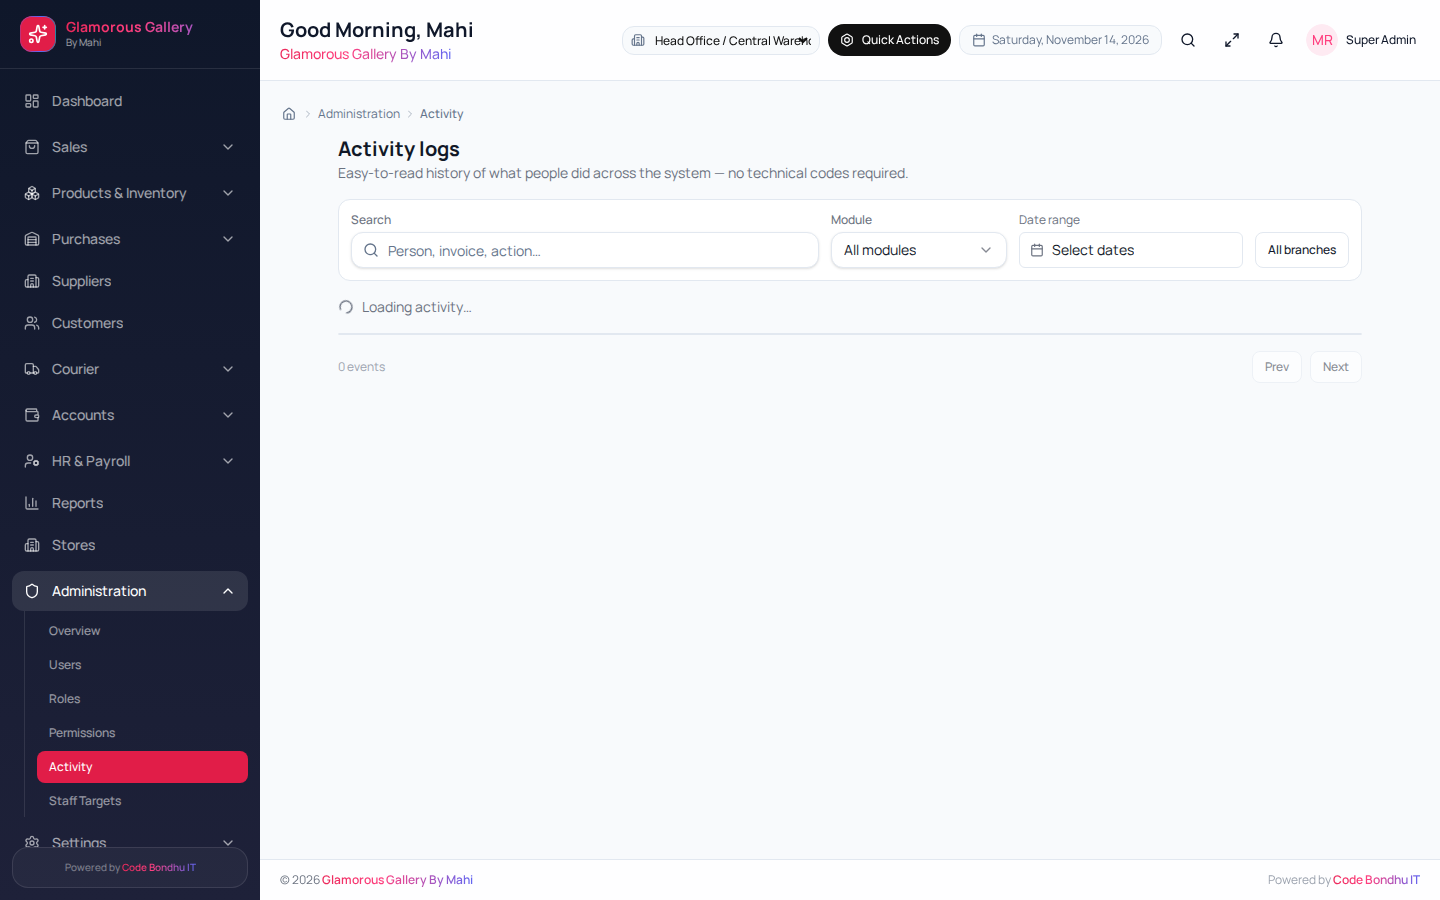 Glamorous Gallery
By Mahi
Dashboard
Sales
Products & Inventory
Purchases
Suppliers
Customers
Courier
Accounts
HR & Payroll
Reports
Stores
Administration
Overview
Users
Roles
Permissions
Activity
Staff Targets
Settings
Powered by Code Bondhu IT
Good Morning, Mahi
Glamorous Gallery By Mahi
Head Office / Central
Quick Actions
Saturday, November 14, 2026
MR
Super Admin
Administration
Activity
Activity logs
Easy-to-read history of what people did across the system — no technical codes required.
Search
Person, invoice, action...
Module
All modules
Date range
Select dates
All branches
Loading activity...
0 events
Prev
Next
© 2026 Glamorous Gallery By Mahi
Powered by Code Bondhu IT